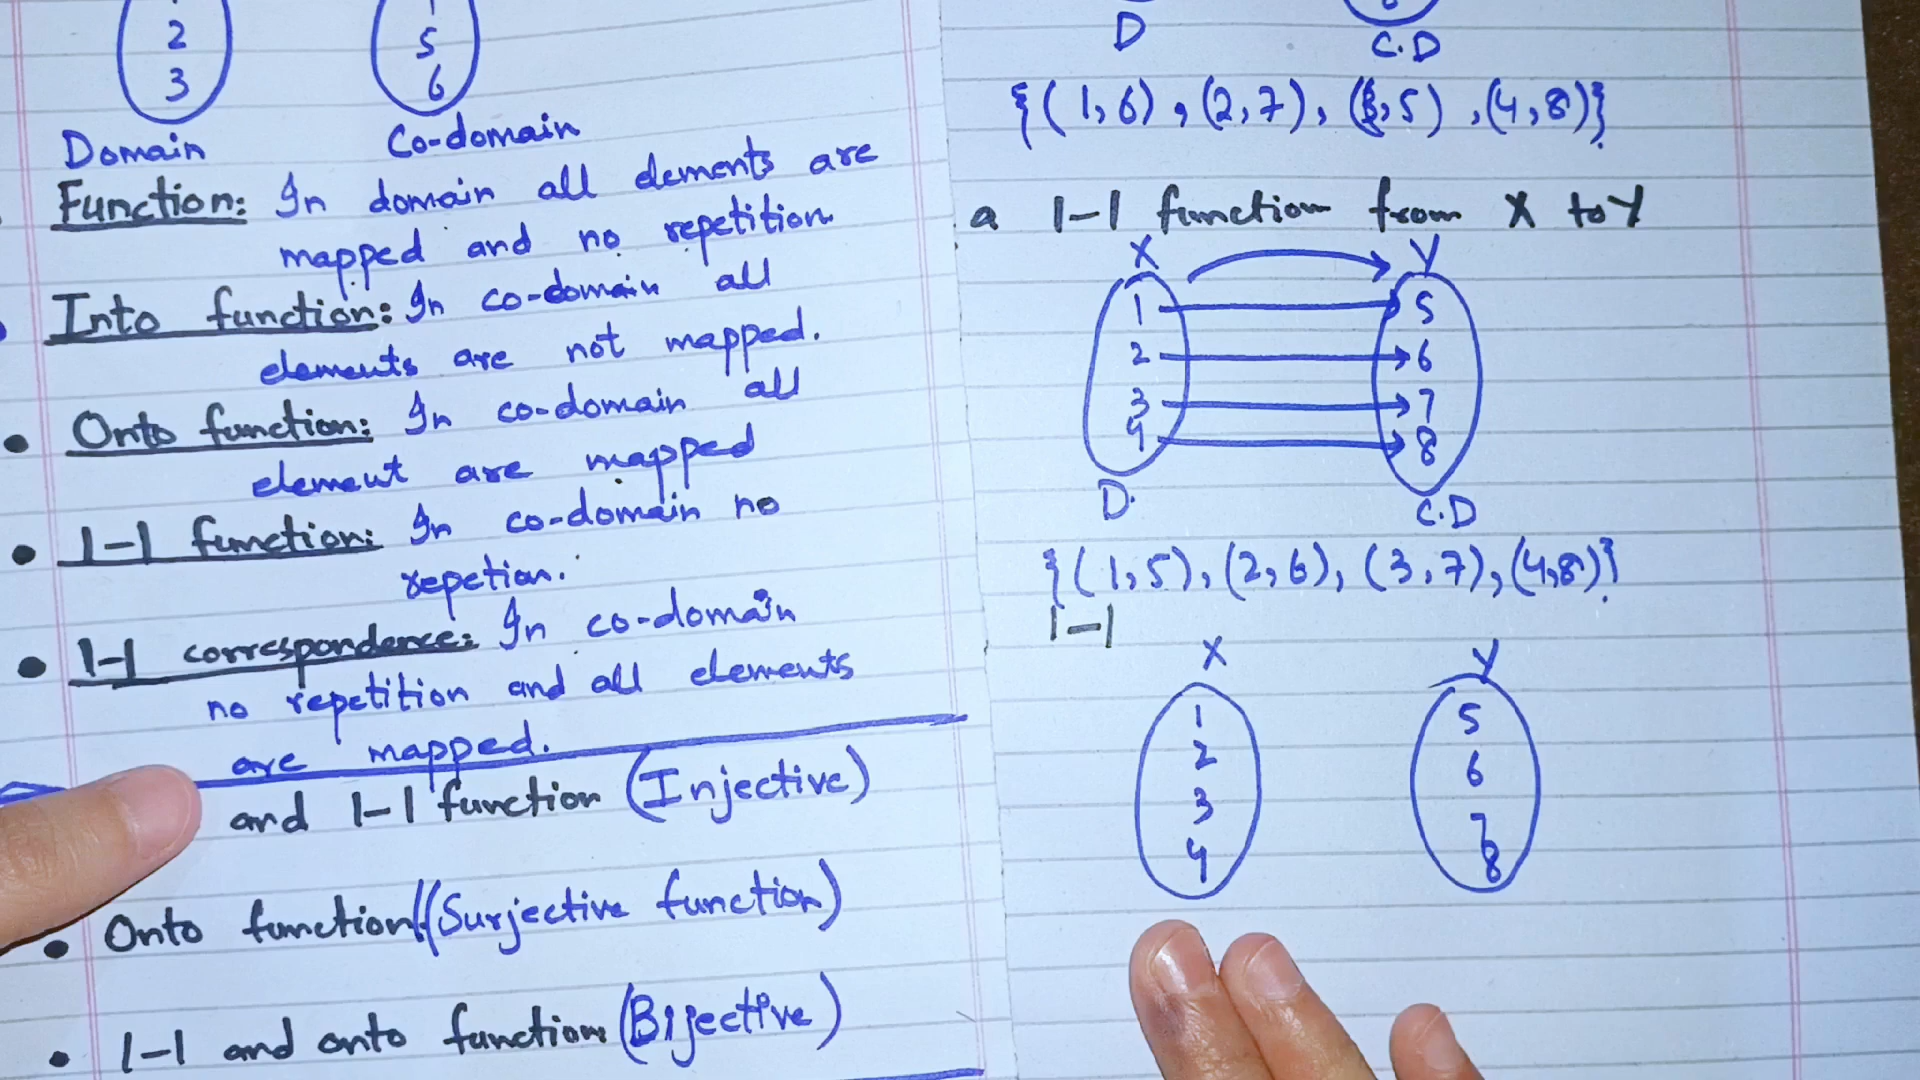 2
3
5
6
Domain
Co-domain
Function: In domain all elements are
mapped and no repetition
Into function: In co-domain all
elements are not mapped.
Onto function: In co-domain all
element are mapped
1-1 function: In co-domain no
repetion.
1-1 correspondence: In co-domain
no repetition and all elements
are mapped.
and 1-1 function (Injective)
Onto function (Surjective function)
1-1 and onto function (Bijective)
D
C.D
{(1,6), (2,7), (3,5), (4,8)}
a 1-1 function from X to Y
X Y
1 5
2 6
3 7
4 8
D.
C.D
{(1,5), (2,6), (3,7), (4,8)}
1-1
X Y
1 5
2 6
3 7
4 8